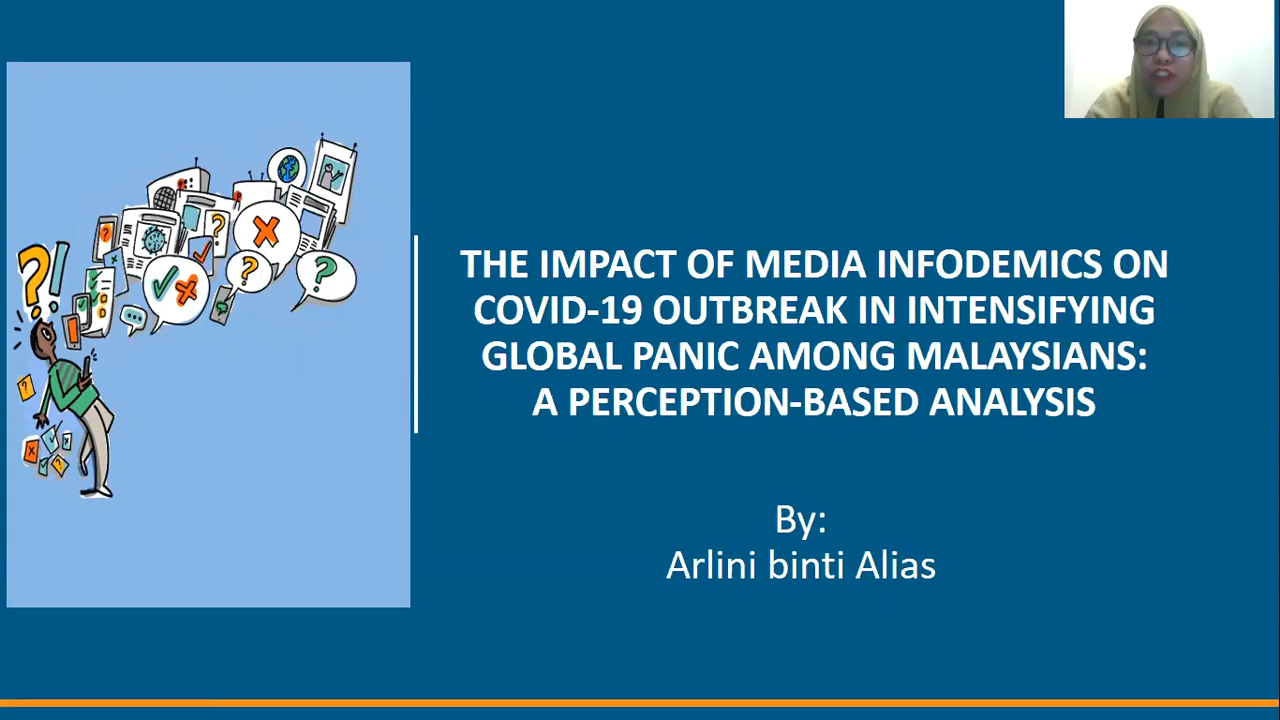 THE IMPACT OF MEDIA INFODEMICS ON
COVID-19 OUTBREAK IN INTENSIFYING
GLOBAL PANIC AMONG MALAYSIANS:
A PERCEPTION-BASED ANALYSIS
By:
Arlini binti Alias